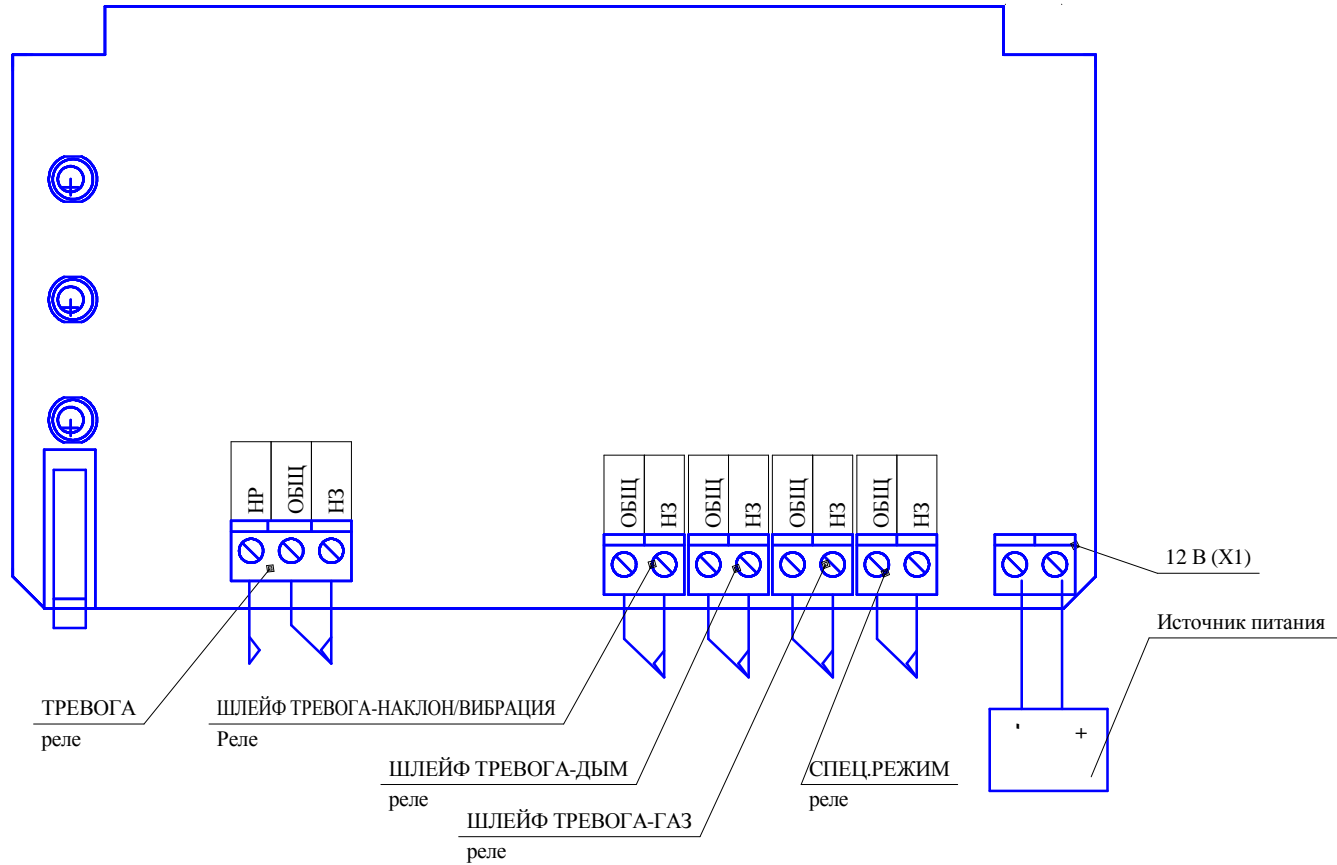 НР
ОБЩ
НЗ
ОБЩ
НЗ
ОБЩ
НЗ
ОБЩ
НЗ
ОБЩ
НЗ
12 В (X1)
Источник питания
- +
ТРЕВОГА
реле
ШЛЕЙФ ТРЕВОГА-НАКЛОН/ВИБРАЦИЯ
Реле
ШЛЕЙФ ТРЕВОГА-ДЫМ
реле
СПЕЦ.РЕЖИМ
реле
ШЛЕЙФ ТРЕВОГА-ГАЗ
реле